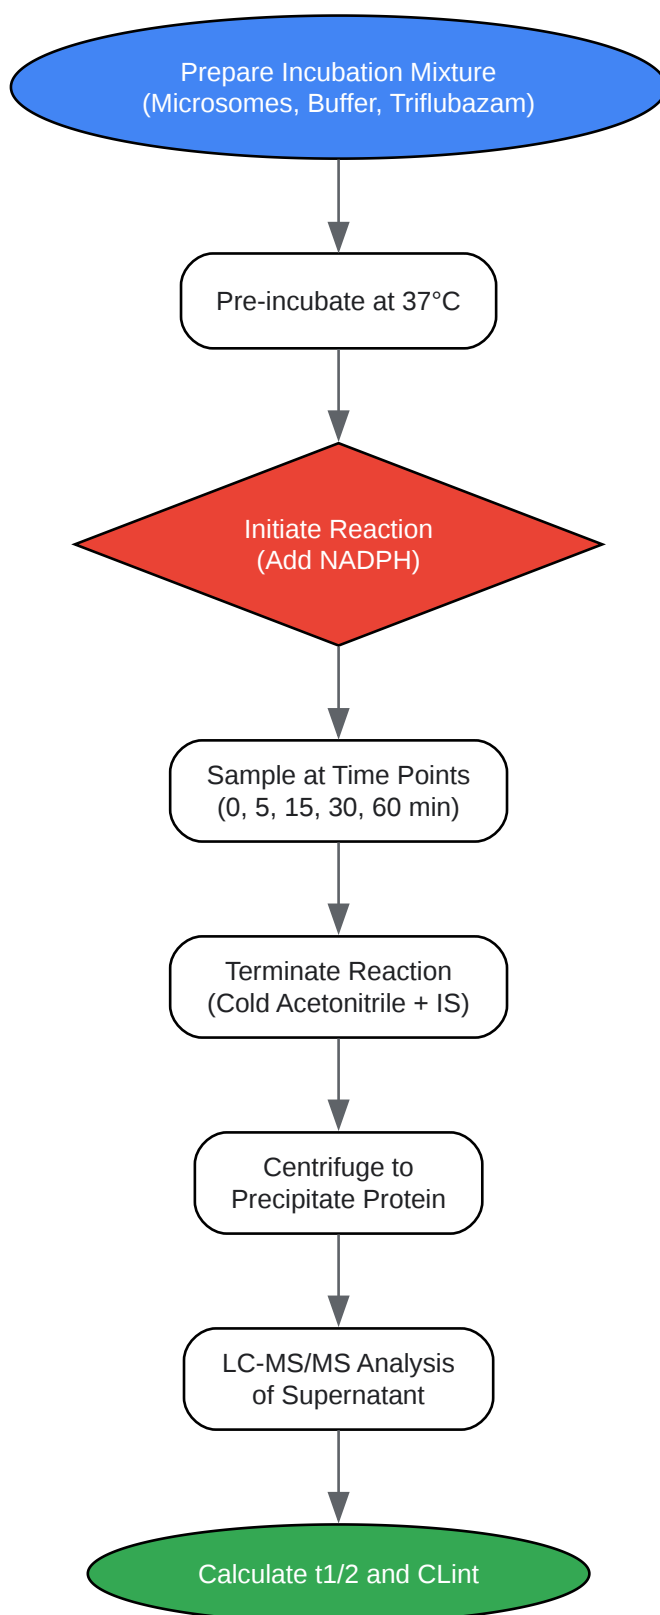 Prepare Incubation Mixture
(Microsomes, Buffer, Triflubazam)
Pre-incubate at 37°C
Initiate Reaction
(Add NADPH)
Sample at Time Points
(0, 5, 15, 30, 60 min)
Terminate Reaction
(Cold Acetonitrile + IS)
Centrifuge to
Precipitate Protein
LC-MS/MS Analysis
of Supernatant
Calculate t1/2 and CLint